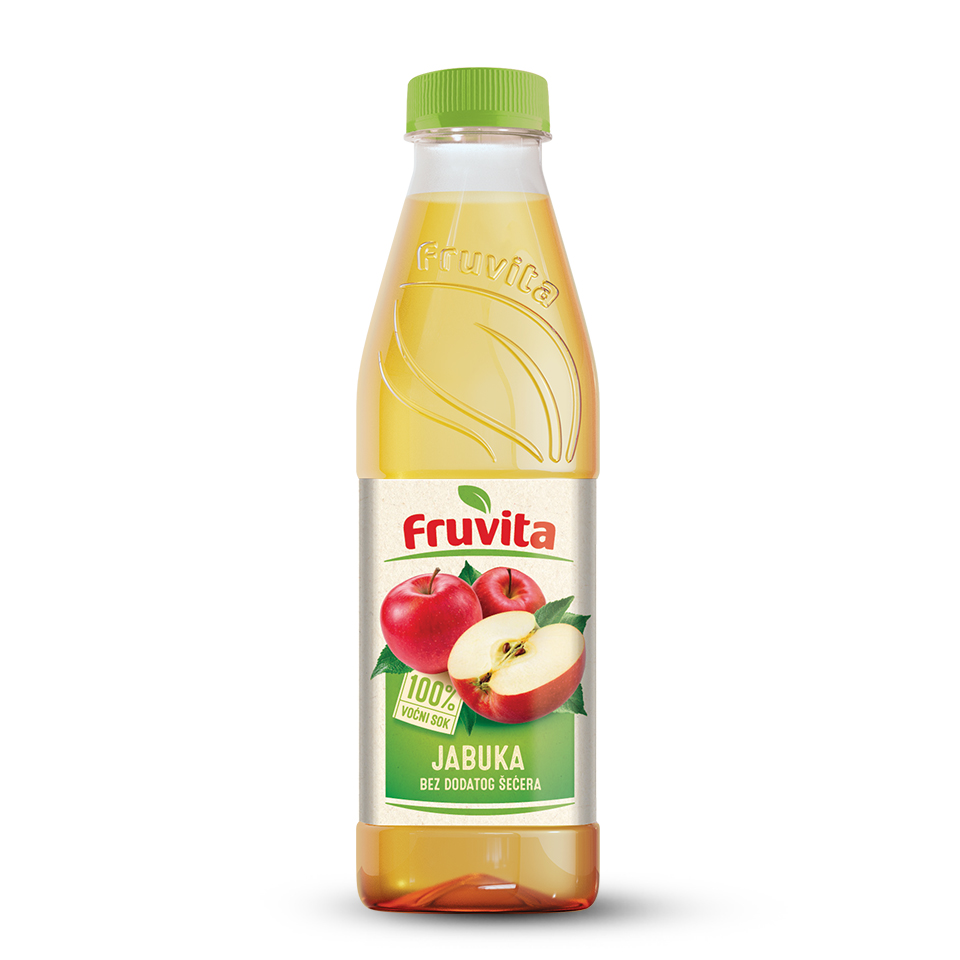 fruvita
fruvita
100%
VOĆNI SOK
JABUKA
BEZ DODATOG ŠEĆERA